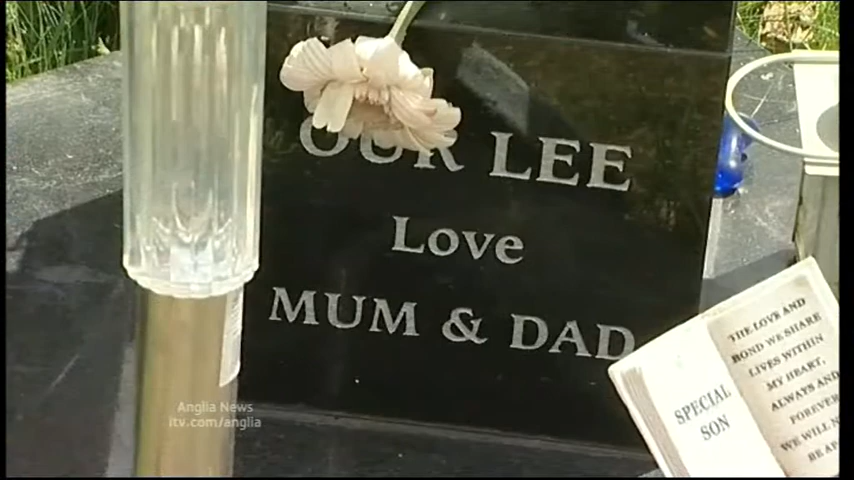 OUR LEE
Love
MUM & DAD
SPECIAL
SON
THE LOVE AND
BOND WE SHARE
LIVES WITHIN
MY HEART,
ALWAYS AND
FOREVER
WE WILL
Anglia News
itv.com/anglia